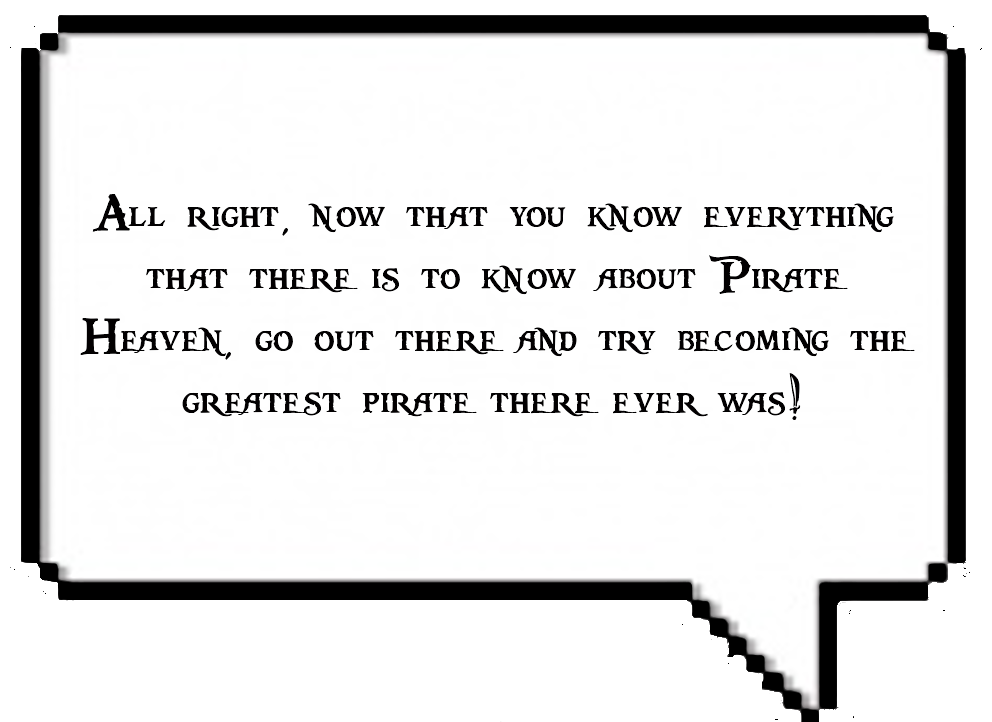 All right, now that you know everything
that there is to know about Pirate
Heaven, go out there and try becoming the
greatest pirate there ever was!